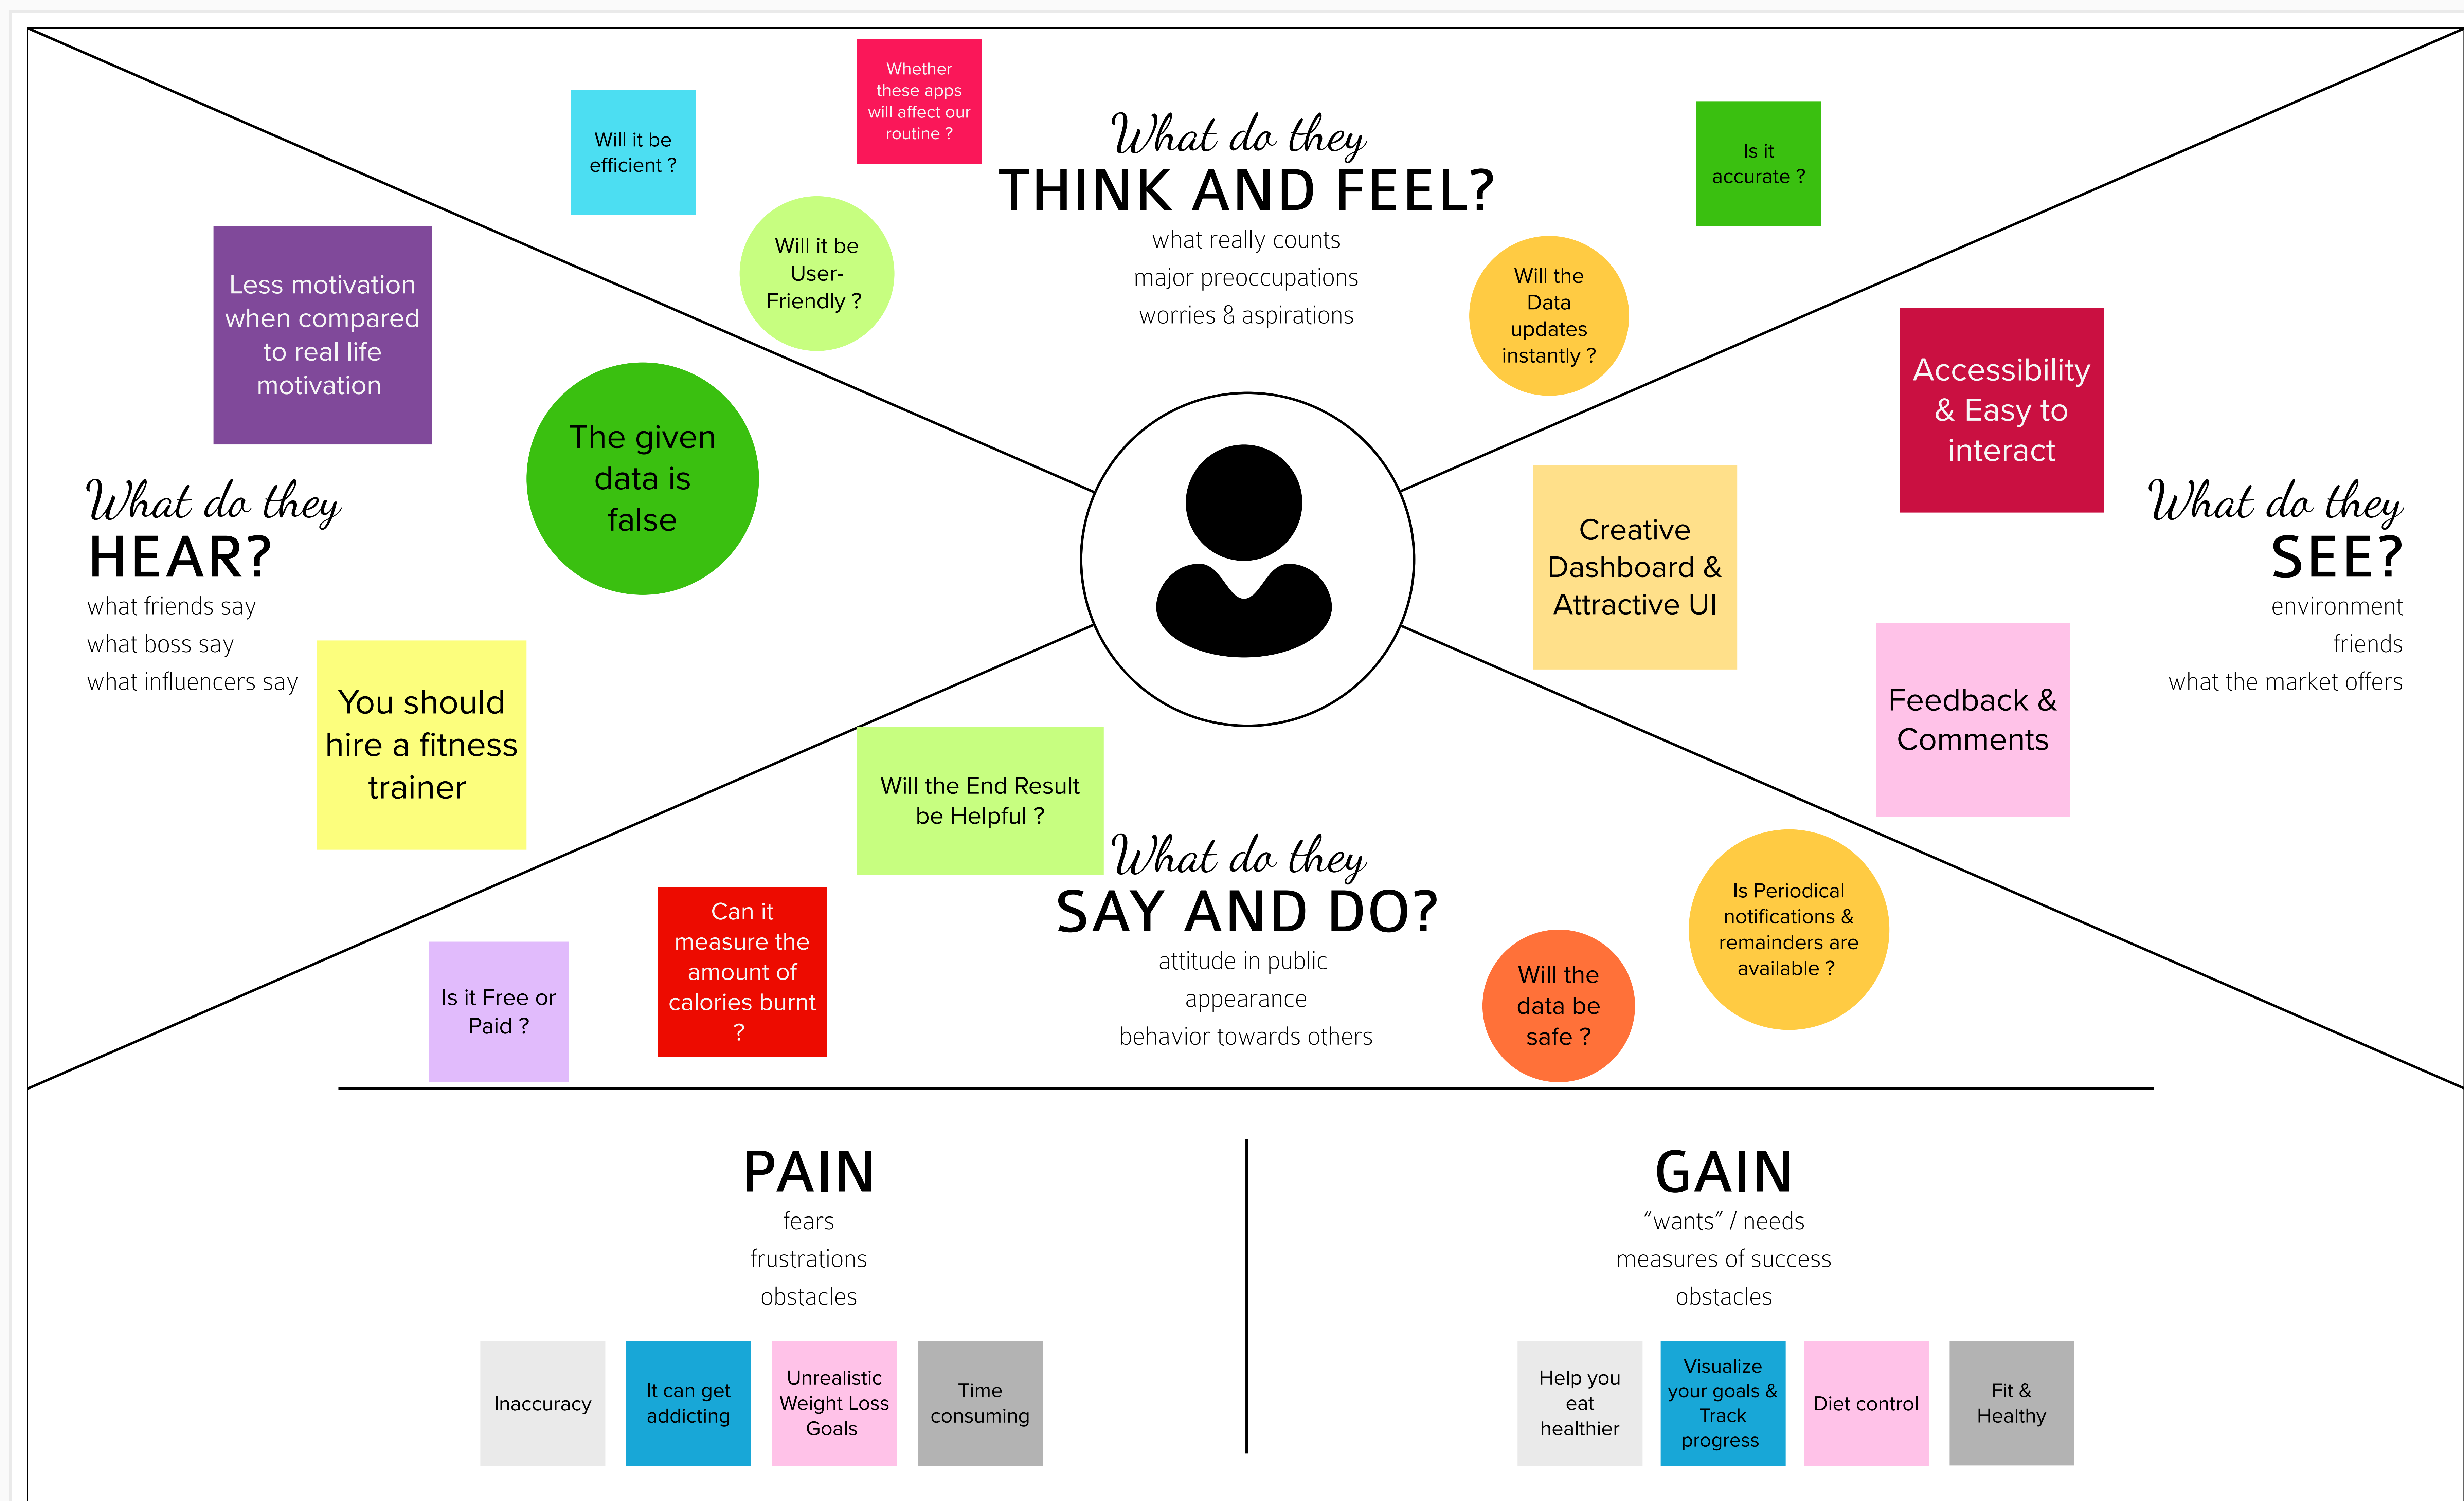 Whether
these apps
will affect our
routine ?
Will it be
efficient ?
Will it be
User-
Friendly ?
What do they
THINK AND FEEL?
what really counts
major preoccupations
worries & aspirations
Is it
accurate ?
Will the
Data
updates
instantly ?
Less motivation
when compared
to real life
motivation
The given
data is
false
What do they
HEAR?
what friends say
what boss say
what influencers say
You should
hire a fitness
trainer
Accessibility
& Easy to
interact
Creative
Dashboard &
Attractive UI
What do they
SEE?
environment
friends
what the market offers
Feedback &
Comments
Will the End Result
be Helpful ?
What do they
SAY AND DO?
attitude in public
appearance
behavior towards others
Can it
measure the
amount of
calories burnt
?
Is it Free or
Paid ?
Will the
data be
safe ?
Is Periodical
notifications &
remainders are
available ?
PAIN
fears
frustrations
obstacles
Inaccuracy
It can get
addicting
Unrealistic
Weight Loss
Goals
Time
consuming
GAIN
“wants” / needs
measures of success
obstacles
Help you
eat
healthier
Visualize
your goals &
Track
progress
Diet control
Fit &
Healthy